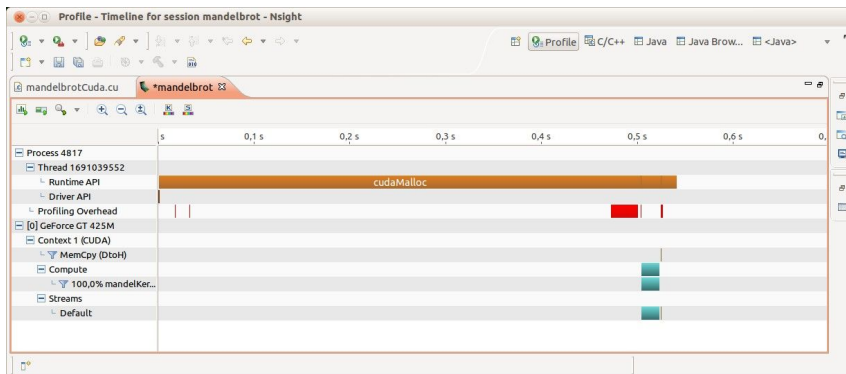 Profile - Timeline for session mandelbrot - Nsight
Profile C/C++ Java Java Brow... <Java>
mandelbrotCuda.cu *mandelbrot
s 0,1 s 0,2 s 0,3 s 0,4 s 0,5 s 0,6 s 0,
Process 4817
Thread 1691039552
Runtime API cudaMalloc
Driver API
Profiling Overhead
[0] GeForce GT 425M
Context 1 (CUDA)
MemCpy (DtoH)
Compute
100,0% mandelKer...
Streams
Default